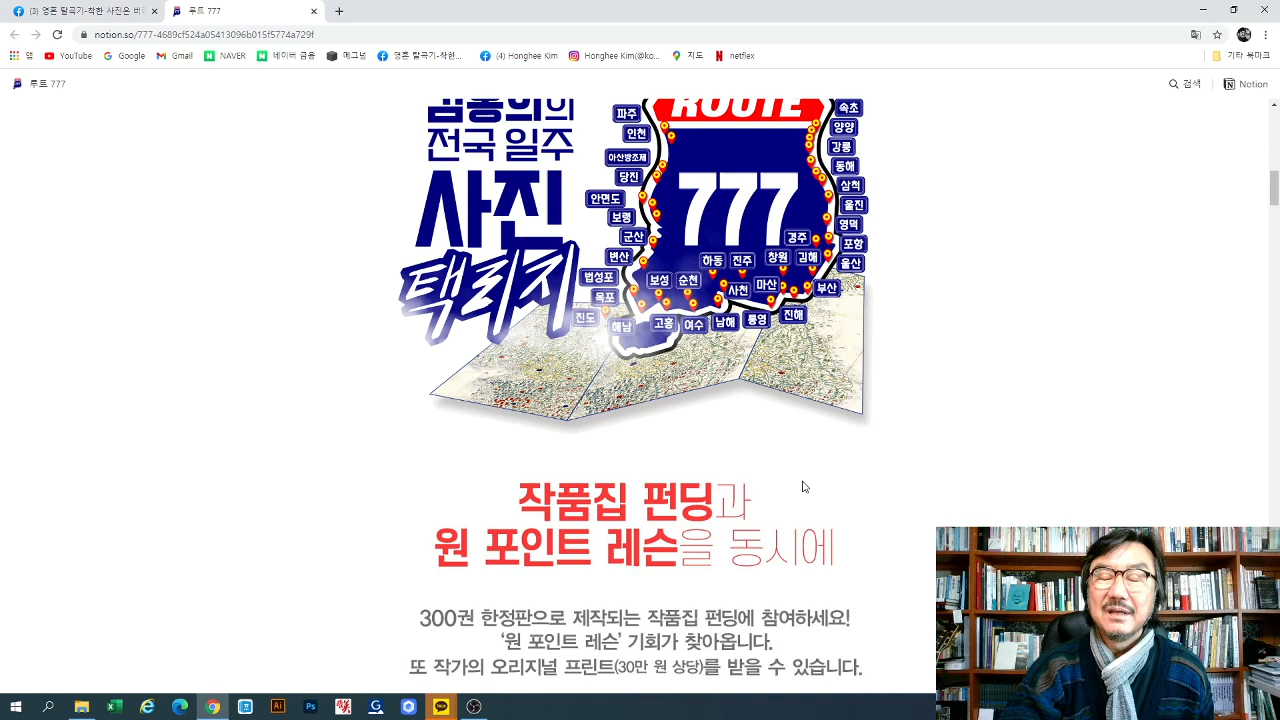 (3) 영혼 탈곡기-착한 사진은 버
루트 777
notion.so/777-4689cf524a05413096b015f5774a729f
앱
YouTube
Google
Gmail
NAVER
네이버 금융
메그넘
영혼 탈곡기-착한...
(4) Honghee Kim
Honghee Kim(@ko...
지도
netflex
기타 북마크
루트 777
검색
Notion
김홍희의
전국 일주
사진
택리지
ROUTE
777
파주
인천
아산방조제
당진
안면도
보령
군산
변산
법성포
목포
진도
해남
보성
순천
고흥
여수
하동
진주
남해
사천
마산
통영
창원
김해
진해
경주
부산
속초
양양
강릉
동해
삼척
울진
영덕
포항
울산
작품집 펀딩과
원 포인트 레슨을 동시에
300권 한정판으로 제작되는 작품집 펀딩에 참여하세요!
‘원 포인트 레슨’ 기회가 찾아옵니다.
또 작가의 오리지널 프린트(30만 원 상당)를 받을 수 있습니다.